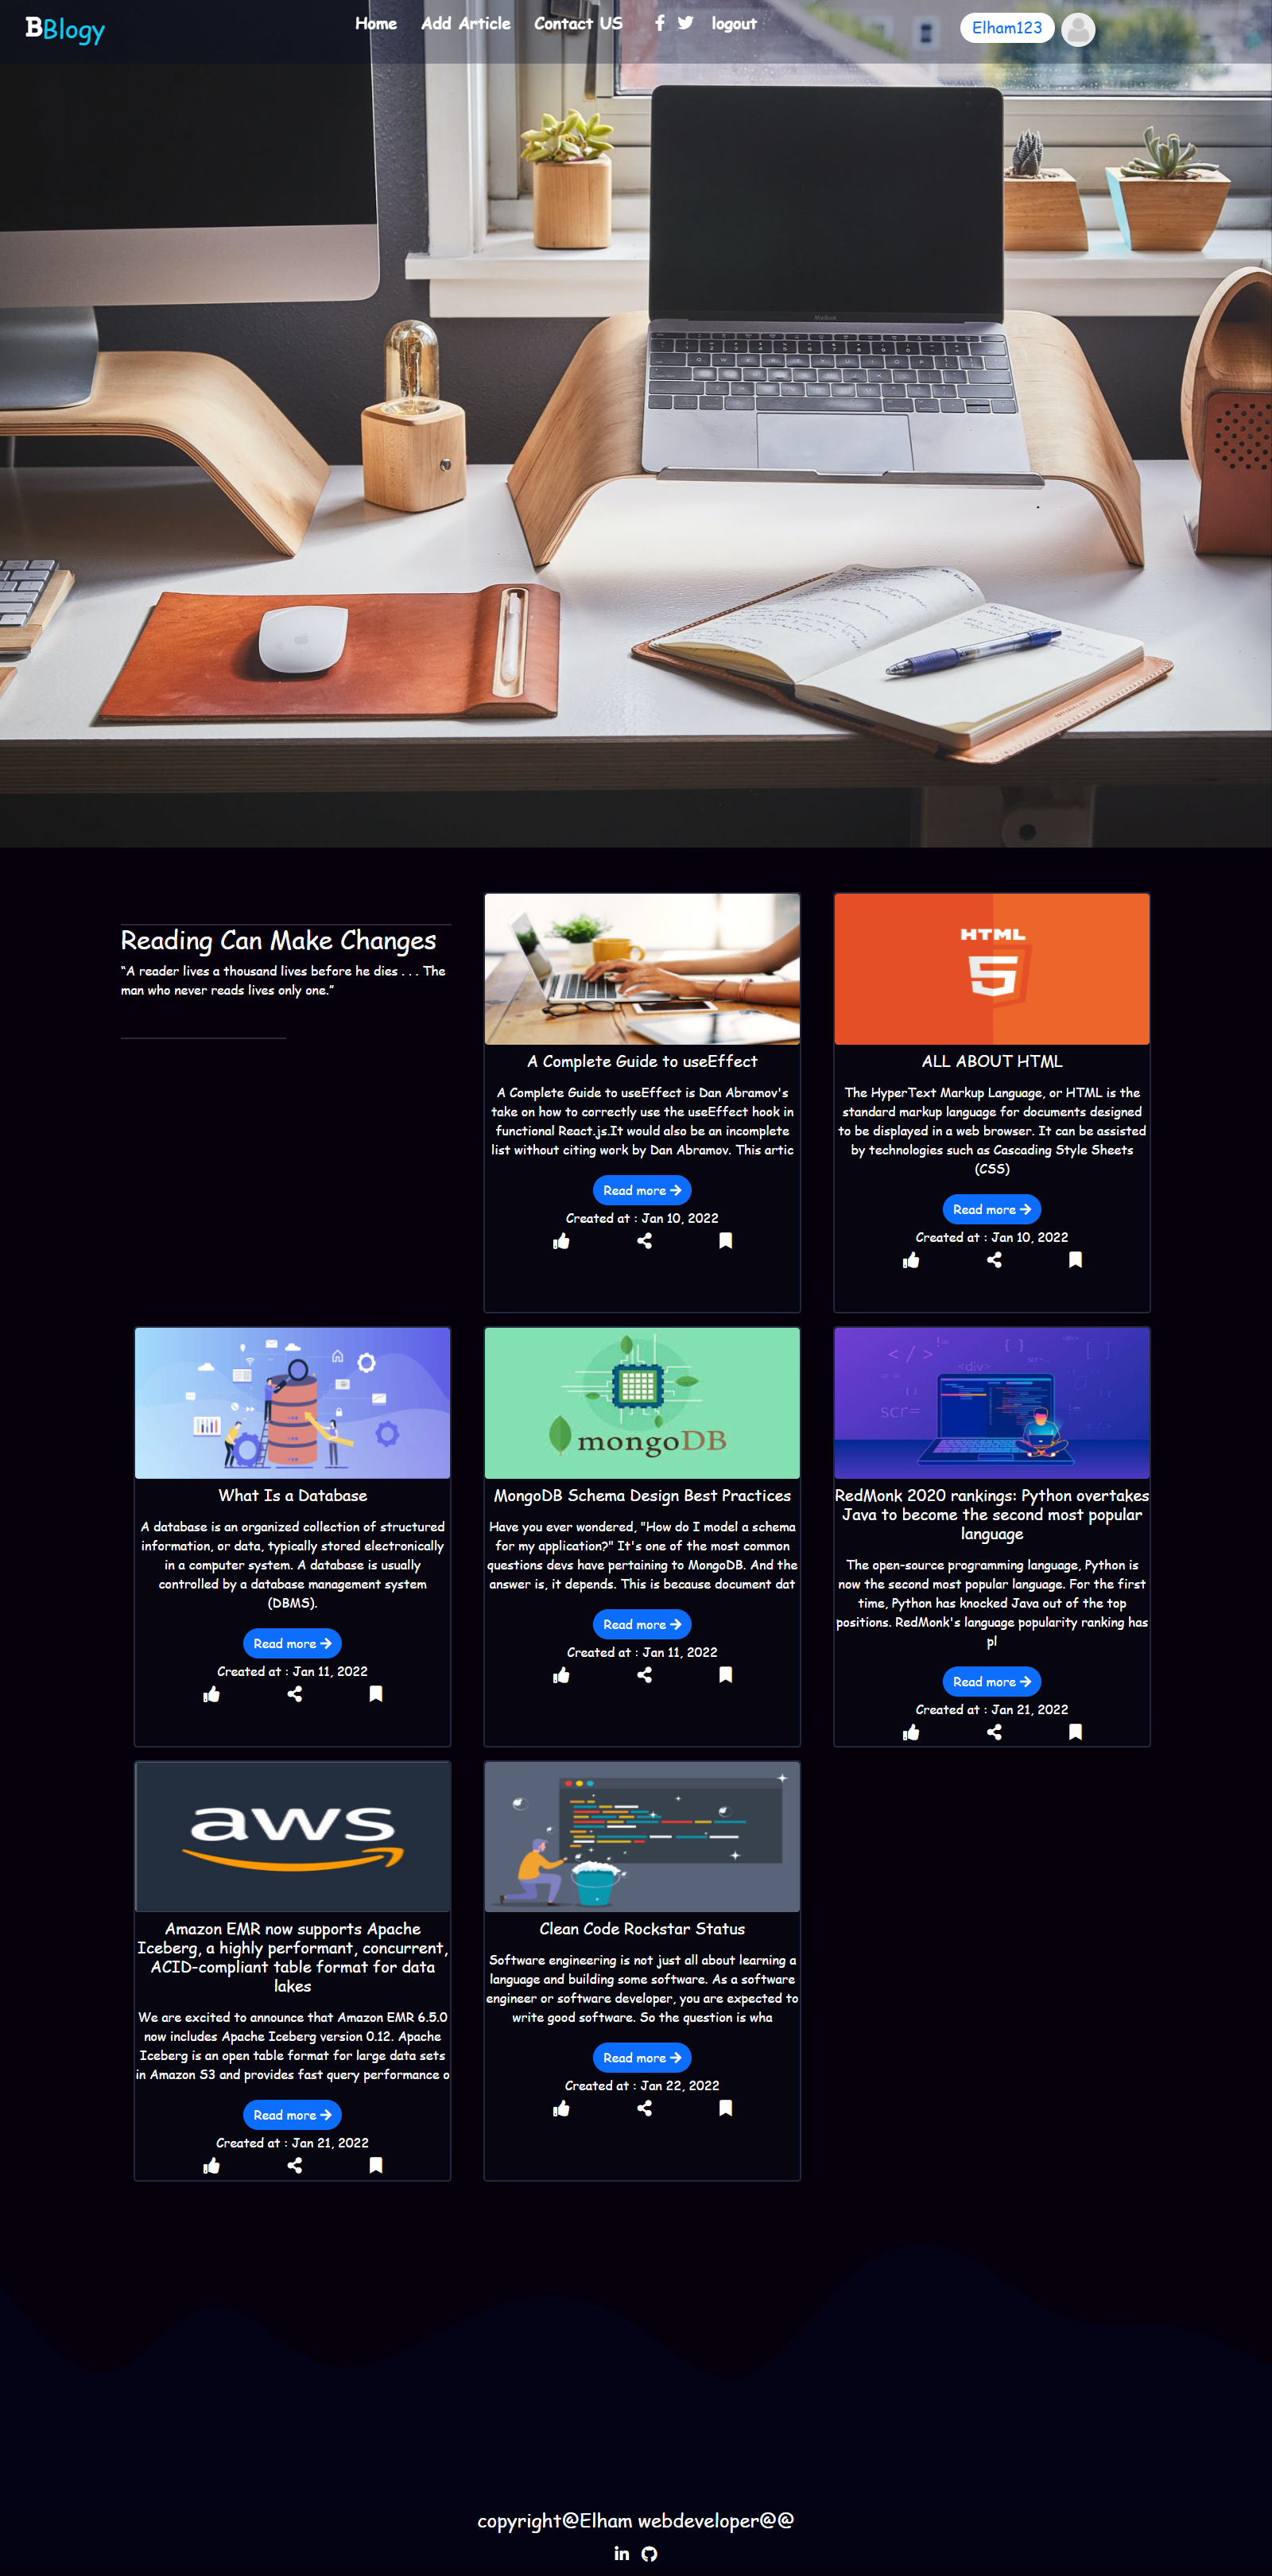 BBlogy
Home Add Article Contact US logout
Elham123
MacBook
Reading Can Make Changes
“A reader lives a thousand lives before he dies . . . The
man who never reads lives only one.”
A Complete Guide to useEffect
A Complete Guide to useEffect is Dan Abramov's
take on how to correctly use the useEffect hook in
functional React.js.It would also be an incomplete
list without citing work by Dan Abramov. This artic
Read more
Created at : Jan 10, 2022
HTML
5
ALL ABOUT HTML
The HyperText Markup Language, or HTML is the
standard markup language for documents designed
to be displayed in a web browser. It can be assisted
by technologies such as Cascading Style Sheets
(CSS)
Read more
Created at : Jan 10, 2022
What Is a Database
A database is an organized collection of structured
information, or data, typically stored electronically
in a computer system. A database is usually
controlled by a database management system
(DBMS).
Read more
Created at : Jan 11, 2022
mongoDB
MongoDB Schema Design Best Practices
Have you ever wondered, "How do I model a schema
for my application?" It's one of the most common
questions devs have pertaining to MongoDB. And the
answer is, it depends. This is because document dat
Read more
Created at : Jan 11, 2022
</>
<div>
scr=
RedMonk 2020 rankings: Python overtakes
Java to become the second most popular
language
The open-source programming language, Python is
now the second most popular language. For the first
time, Python has knocked Java out of the top
positions. RedMonk's language popularity ranking has
pl
Read more
Created at : Jan 21, 2022
aws
Amazon EMR now supports Apache
Iceberg, a highly performant, concurrent,
ACID-compliant table format for data
lakes
We are excited to announce that Amazon EMR 6.5.0
now includes Apache Iceberg version 0.12. Apache
Iceberg is an open table format for large data sets
in Amazon S3 and provides fast query performance o
Read more
Created at : Jan 21, 2022
Clean Code Rockstar Status
Software engineering is not just all about learning a
language and building some software. As a software
engineer or software developer, you are expected to
write good software. So the question is wha
Read more
Created at : Jan 22, 2022
copyright@Elham webdeveloper@@